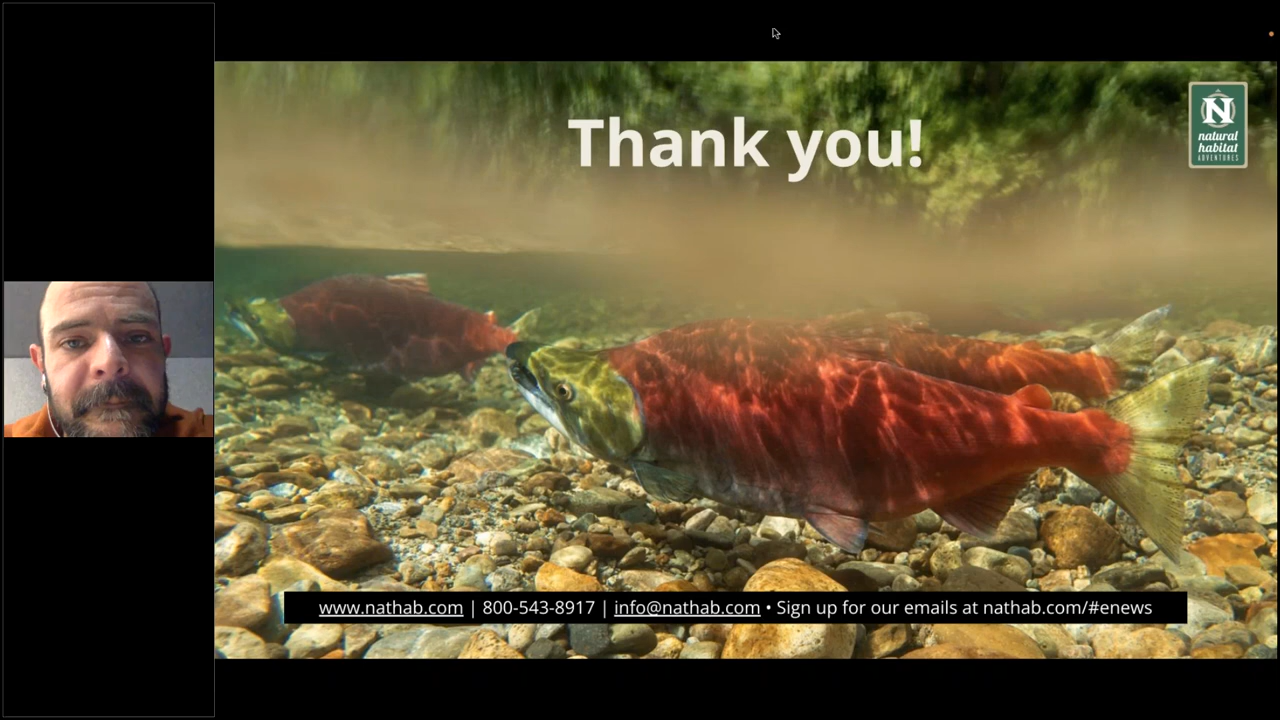 Thank you!
N
natural
habitat
ADVENTURES
www.nathab.com | 800-543-8917 | info@nathab.com • Sign up for our emails at nathab.com/#enews